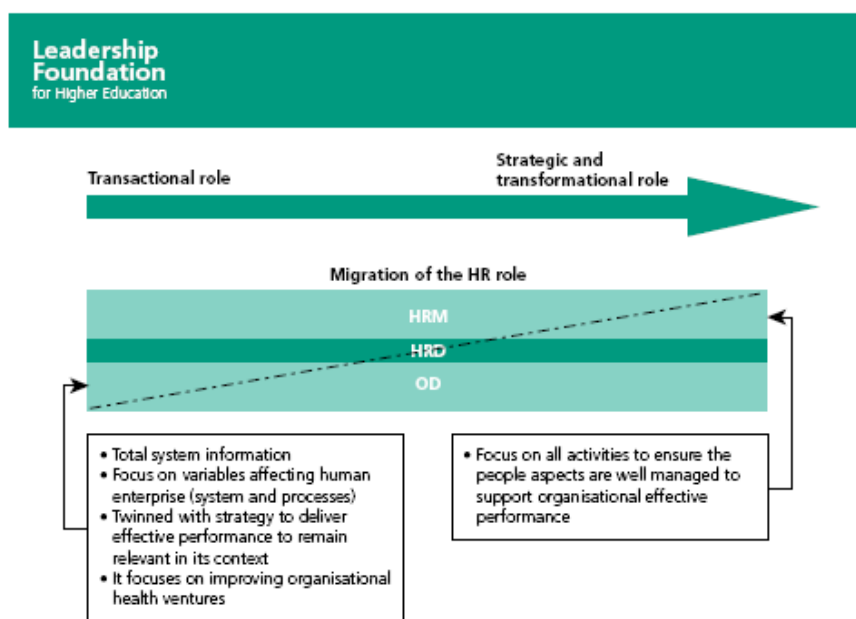 Leadership
Foundation
for Higher Education
Transactional role
Strategic and
transformational role
Migration of the HR role
HRM
HRD
OD
• Total system information
• Focus on variables affecting human
enterprise (system and processes)
• Twinned with strategy to deliver
effective performance to remain
relevant in its context
• It focuses on improving organisational
health ventures
• Focus on all activities to ensure the
people aspects are well managed to
support organisational effective
performance